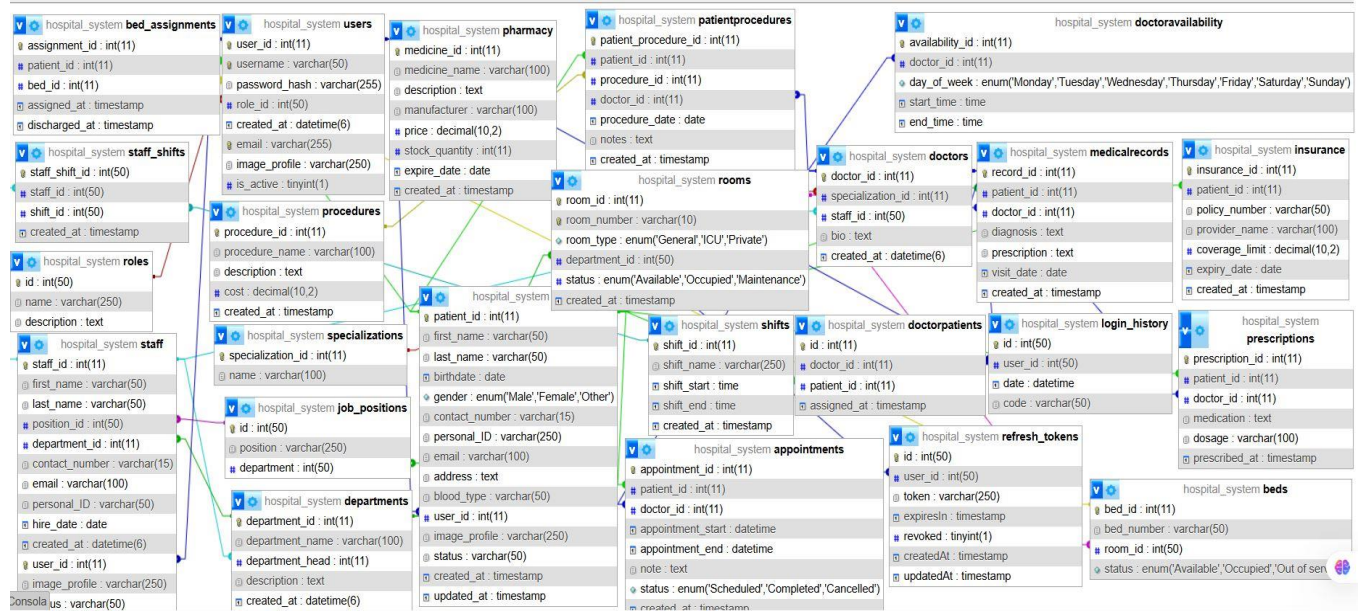 hospital_system bed_assignments
assignment_id : int(11)
patient_id : int(11)
bed_id : int(11)
assigned_at : timestamp
discharged_at : timestamp
hospital_system users
user_id : int(11)
username : varchar(50)
password_hash : varchar(255)
role_id : int(50)
created_at : datetime(6)
email : varchar(255)
image_profile : varchar(250)
is_active : tinyint(1)
hospital_system pharmacy
medicine_id : int(11)
medicine_name : varchar(100)
description : text
manufacturer : varchar(100)
price : decimal(10,2)
stock_quantity : int(11)
expire_date : date
created_at : timestamp
hospital_system patientprocedures
patient_procedure_id : int(11)
patient_id : int(11)
procedure_id : int(11)
doctor_id : int(11)
procedure_date : date
notes : text
created_at : timestamp
hospital_system doctoravailability
availability_id : int(11)
doctor_id : int(11)
day_of_week : enum('Monday','Tuesday','Wednesday','Thursday','Friday','Saturday','Sunday')
start_time : time
end_time : time
hospital_system staff_shifts
staff_shift_id : int(50)
staff_id : int(50)
shift_id : int(50)
created_at : timestamp
hospital_system procedures
procedure_id : int(11)
procedure_name : varchar(100)
description : text
cost : decimal(10,2)
created_at : timestamp
hospital_system rooms
room_id : int(11)
room_number : varchar(10)
room_type : enum('General','ICU','Private')
department_id : int(50)
status : enum('Available','Occupied','Maintenance')
created_at : timestamp
hospital_system doctors
doctor_id : int(11)
specialization_id : int(11)
staff_id : int(50)
bio : text
created_at : datetime(6)
hospital_system medicalrecords
record_id : int(11)
patient_id : int(11)
doctor_id : int(11)
diagnosis : text
prescription : text
visit_date : date
created_at : timestamp
hospital_system insurance
insurance_id : int(11)
patient_id : int(11)
policy_number : varchar(50)
provider_name : varchar(100)
coverage_limit : decimal(10,2)
expiry_date : date
created_at : timestamp
hospital_system roles
id : int(50)
name : varchar(250)
description : text
hospital_system staff
staff_id : int(11)
first_name : varchar(50)
last_name : varchar(50)
position_id : int(50)
department_id : int(11)
contact_number : varchar(15)
email : varchar(100)
personal_ID : varchar(50)
hire_date : date
created_at : datetime(6)
user_id : int(11)
image_profile : varchar(250)
us : varchar(50)
Consola
hospital_system specializations
specialization_id : int(11)
name : varchar(100)
hospital_system job_positions
id : int(50)
position : varchar(250)
department : int(50)
hospital_system departments
department_id : int(11)
department_name : varchar(100)
department_head : int(11)
description : text
created_at : datetime(6)
hospital_system
patient_id : int(11)
first_name : varchar(50)
last_name : varchar(50)
birthdate : date
gender : enum('Male','Female','Other')
contact_number : varchar(15)
personal_ID : varchar(250)
email : varchar(100)
address : text
blood_type : varchar(50)
user_id : int(11)
image_profile : varchar(250)
status : varchar(50)
created_at : timestamp
updated_at : timestamp
hospital_system shifts
shift_id : int(11)
shift_name : varchar(250)
shift_start : time
shift_end : time
created_at : timestamp
hospital_system doctorpatients
id : int(11)
doctor_id : int(11)
patient_id : int(11)
assigned_at : timestamp
hospital_system login_history
id : int(50)
user_id : int(50)
date : datetime
code : varchar(50)
hospital_system
prescriptions
prescription_id : int(11)
patient_id : int(11)
doctor_id : int(11)
medication : text
dosage : varchar(100)
prescribed_at : timestamp
hospital_system appointments
appointment_id : int(11)
patient_id : int(11)
doctor_id : int(11)
appointment_start : datetime
appointment_end : datetime
note : text
status : enum('Scheduled','Completed','Cancelled')
created_at : timestamp
hospital_system refresh_tokens
id : int(50)
user_id : int(50)
token : varchar(250)
expiresIn : timestamp
revoked : tinyint(1)
createdAt : timestamp
updatedAt : timestamp
hospital_system beds
bed_id : int(11)
bed_number : varchar(50)
room_id : int(50)
status : enum('Available','Occupied','Out of ser